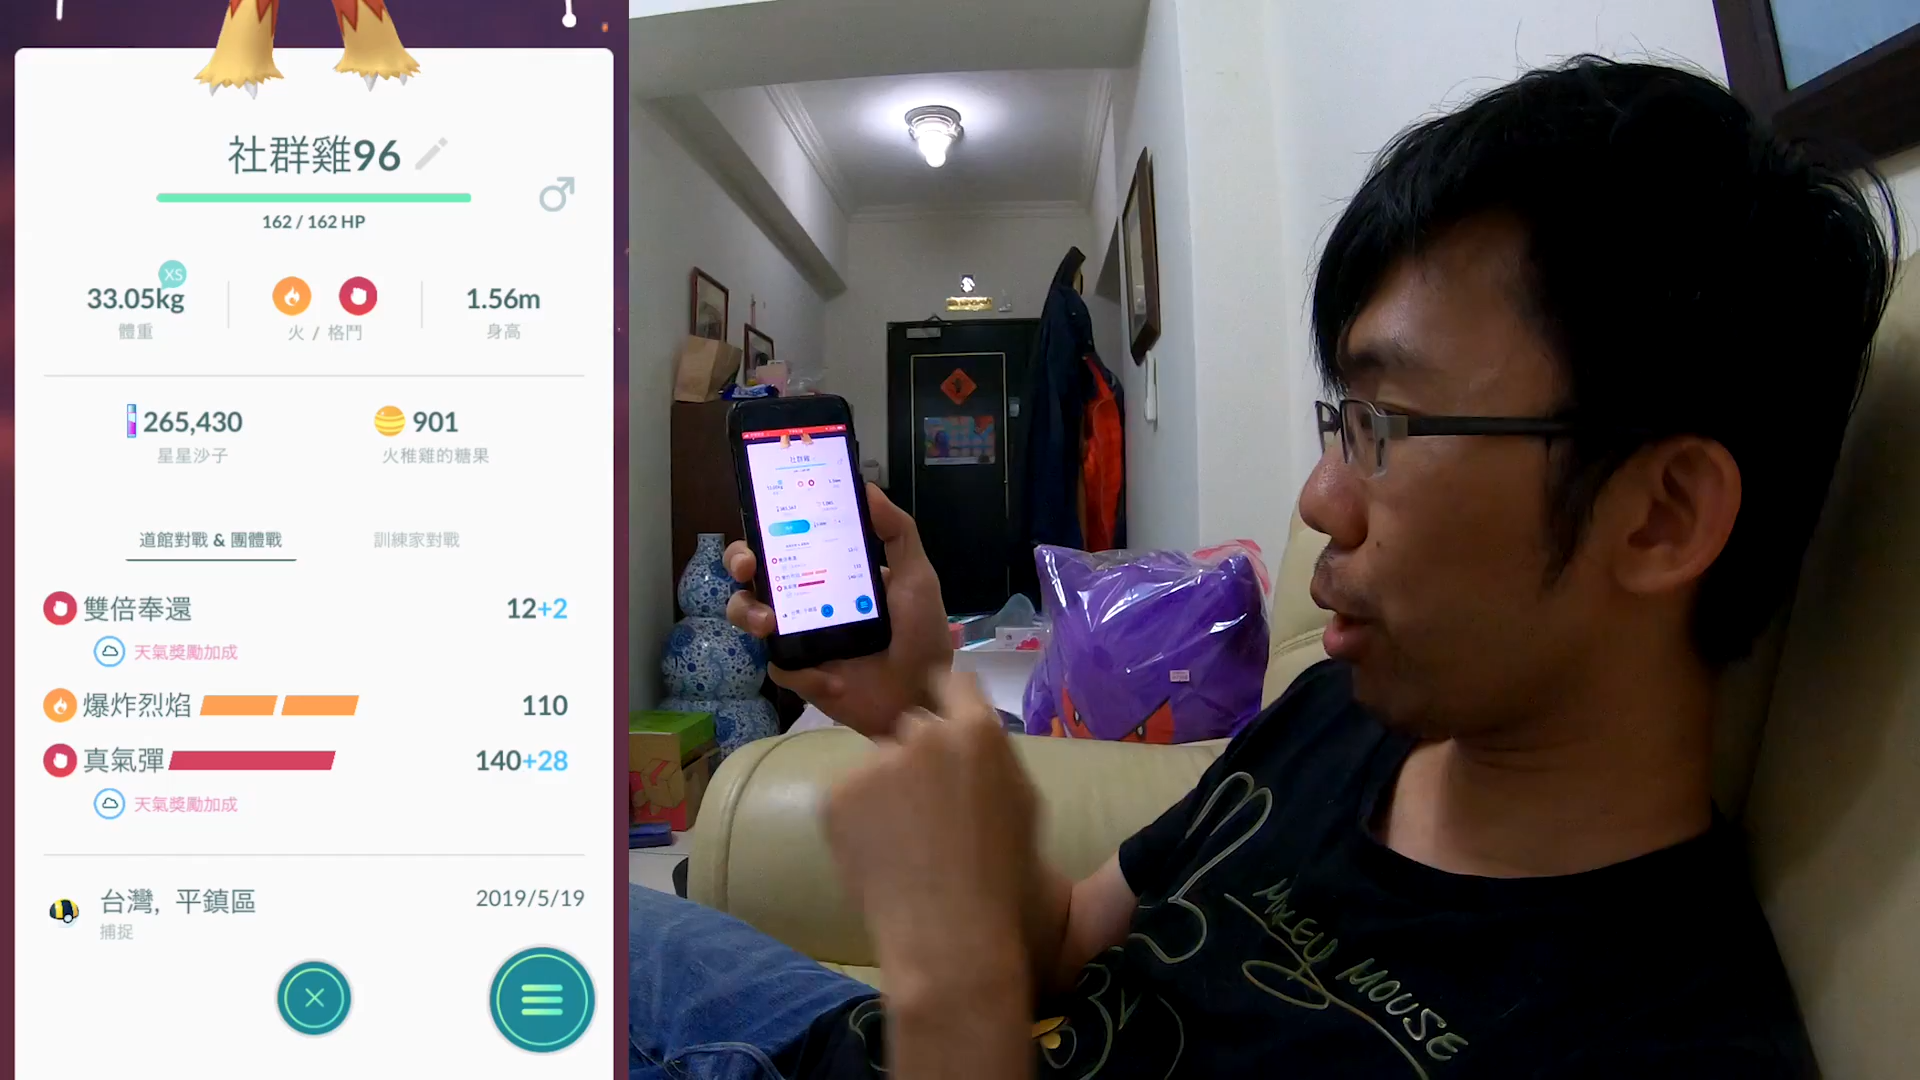 社群雞96
162 / 162 HP
XS
33.05kg
體重
火 / 格鬥
1.56m
身高
265,430
星星沙子
901
火稚雞的糖果
道館對戰 & 團體戰
訓練家對戰
雙倍奉還
12+2
天氣獎勵加成
爆炸烈焰
110
真氣彈
140+28
天氣獎勵加成
台灣, 平鎮區
2019/5/19
捕捉
社群雞
MICKEY MOUSE